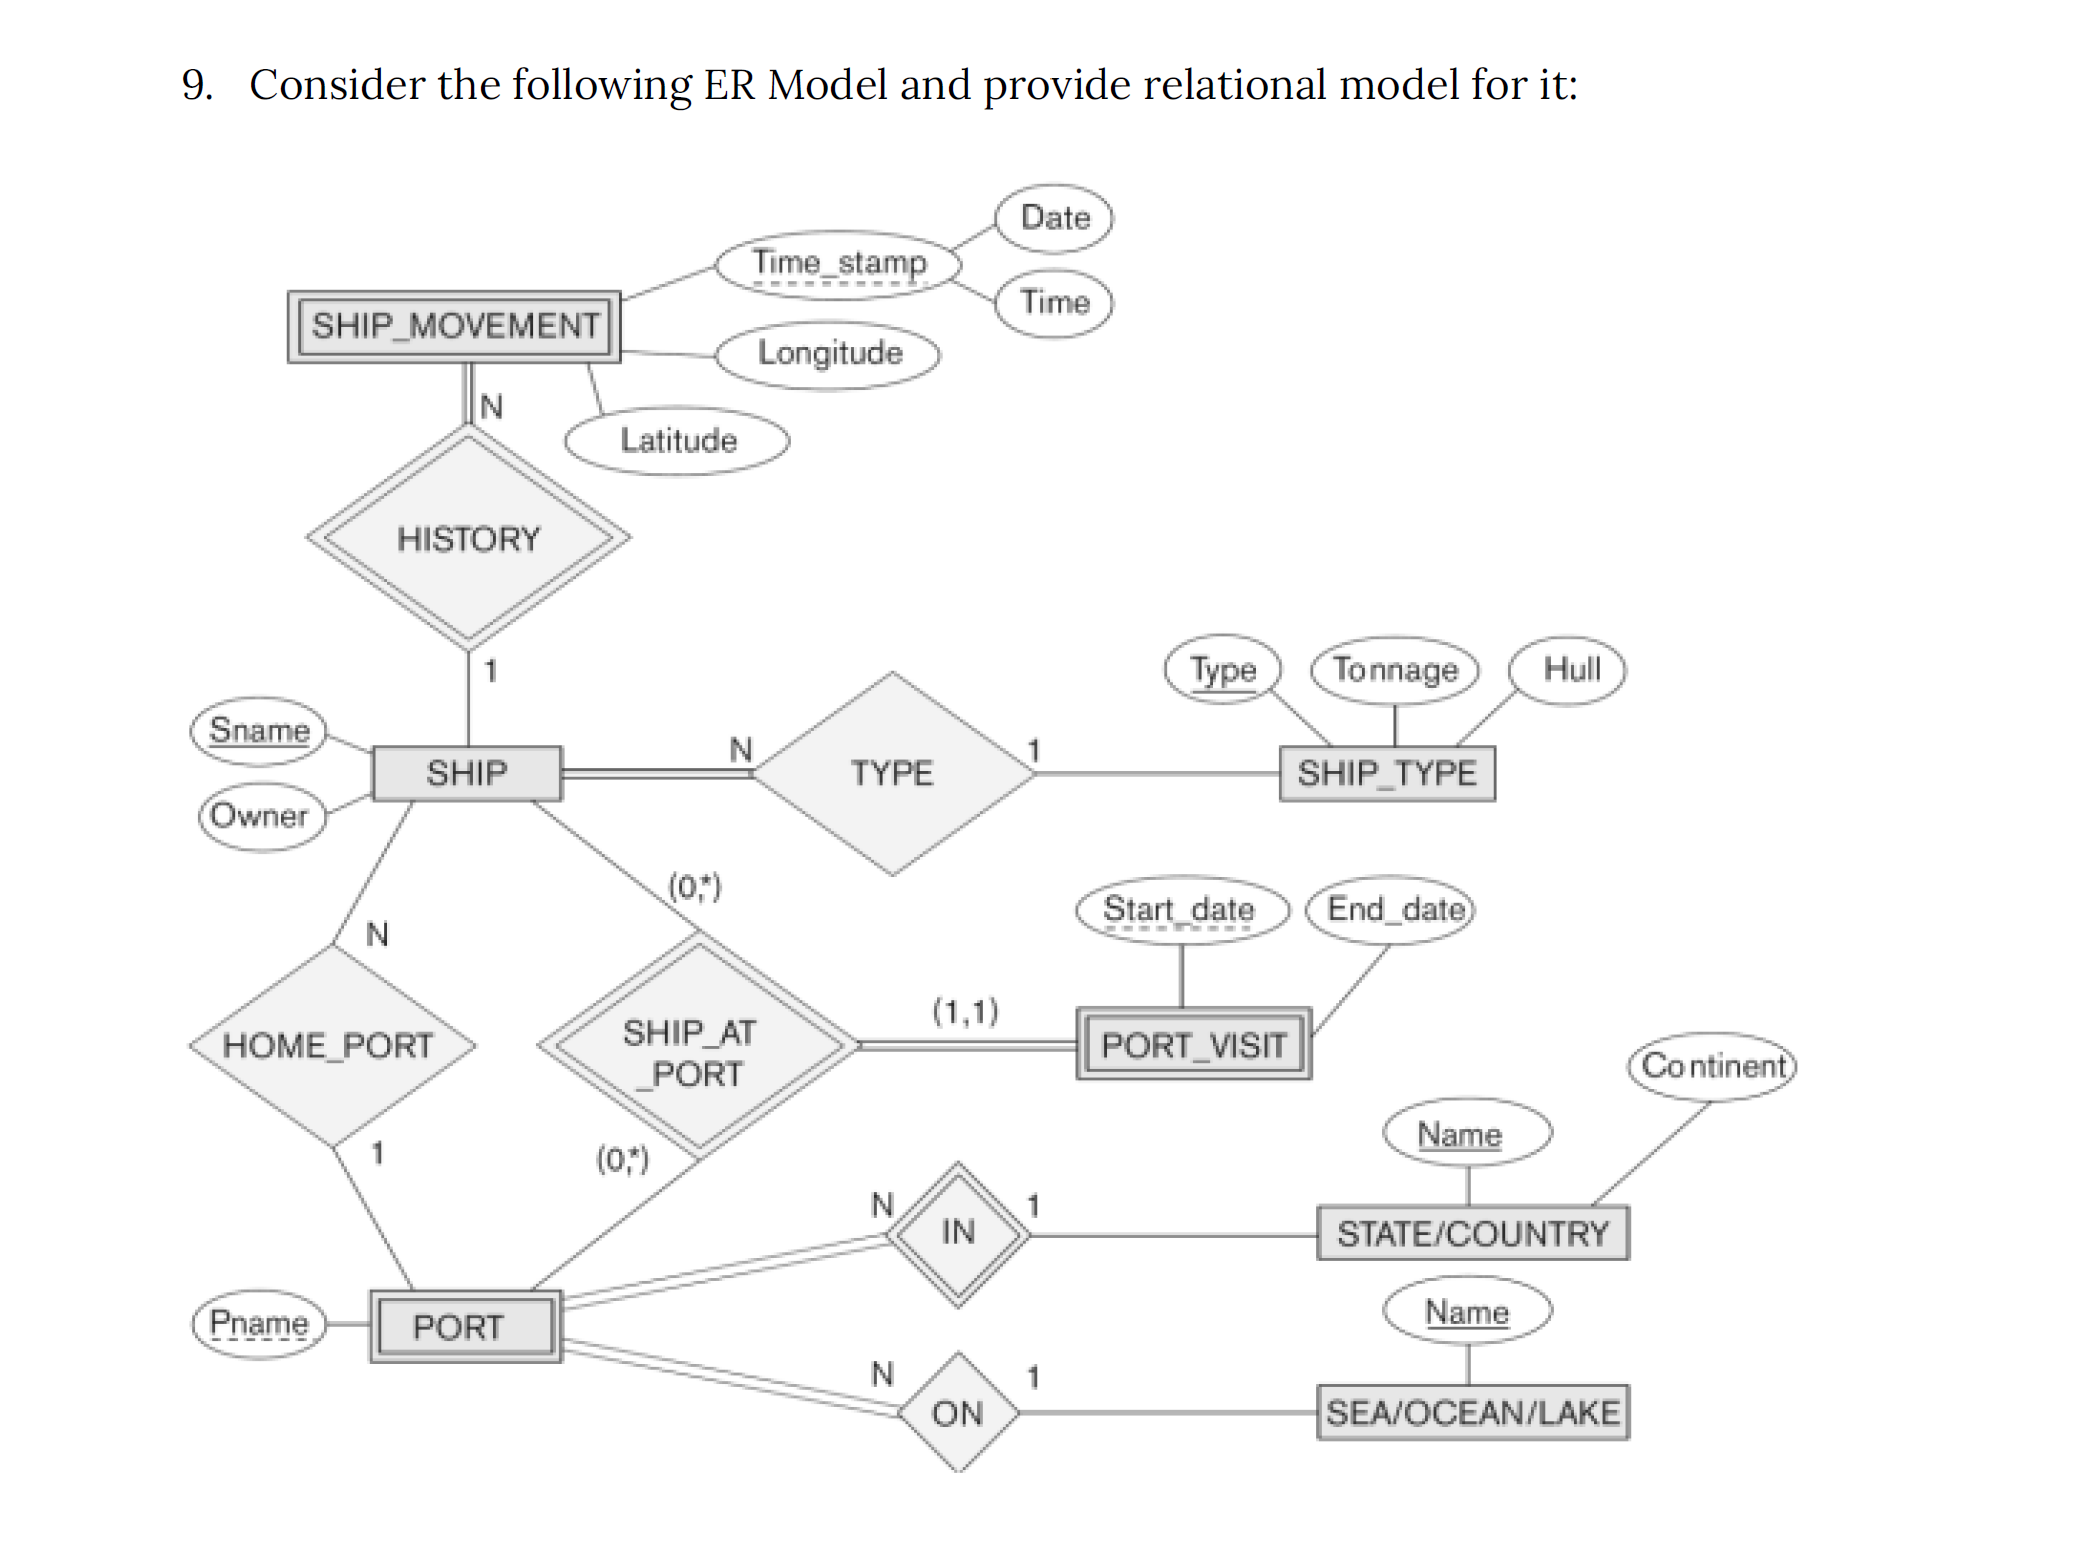 9. Consider the following ER Model and provide relational model for it:
Date
Time_stamp
Time
SHIP_MOVEMENT
Longitude
N
Latitude
HISTORY
1
Type
Tonnage
Hull
Sname
N
1
SHIP
TYPE
SHIP_TYPE
Owner
(0,*)
Start_date
End_date
N
(1,1)
HOME_PORT
SHIP_AT
_PORT
PORT_VISIT
Continent
Name
1
(0,*)
N
1
IN
STATE/COUNTRY
Name
Pname
PORT
N
1
ON
SEA/OCEAN/LAKE